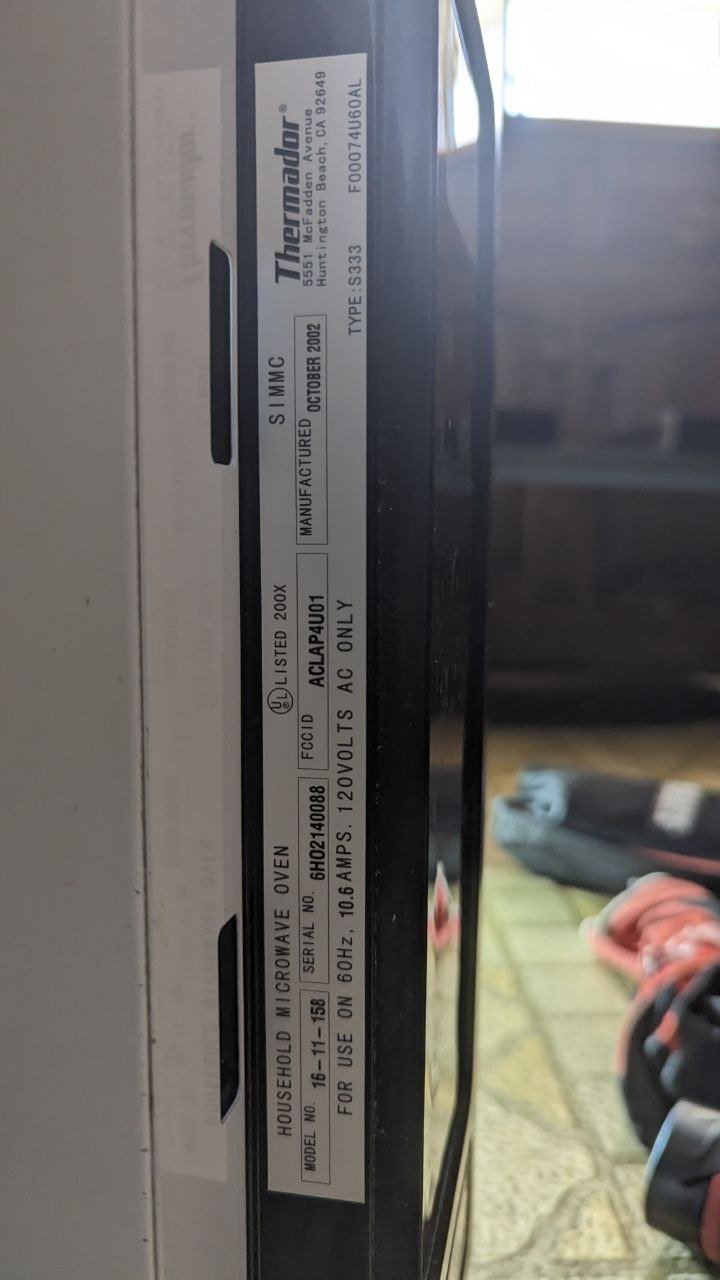 HOUSEHOLD MICROWAVE OVEN UL LISTED 200X SIMMC Thermador®
5551 McFadden Avenue
Huntington Beach, CA 92649
MODEL NO. 16-11-158 SERIAL NO. 6H02140088 FCC ID ACLAP4U01 MANUFACTURED OCTOBER 2002
FOR USE ON 60Hz, 10.6 AMPS. 120VOLTS AC ONLY TYPE:S333 F00074U60AL